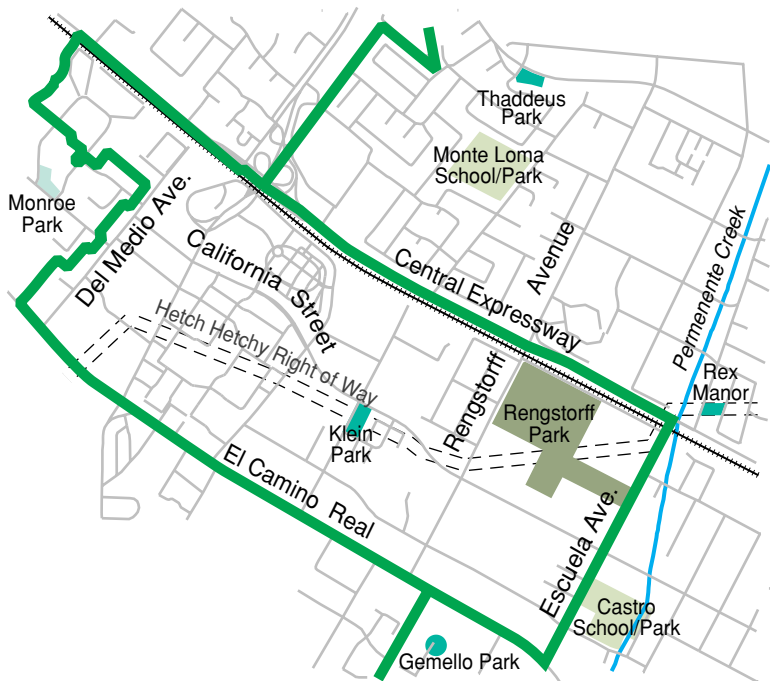 Thaddeus
Park
Monte Loma
School/Park
Monroe
Park
Del Medio Ave.
California Street
Hetch Hetchy Right of Way
Central Expressway
Rengstorff Avenue
Permenente Creek
Rex
Manor
Rengstorff
Park
Klein
Park
El Camino Real
Escuela Ave.
Castro
School/Park
Gemello Park